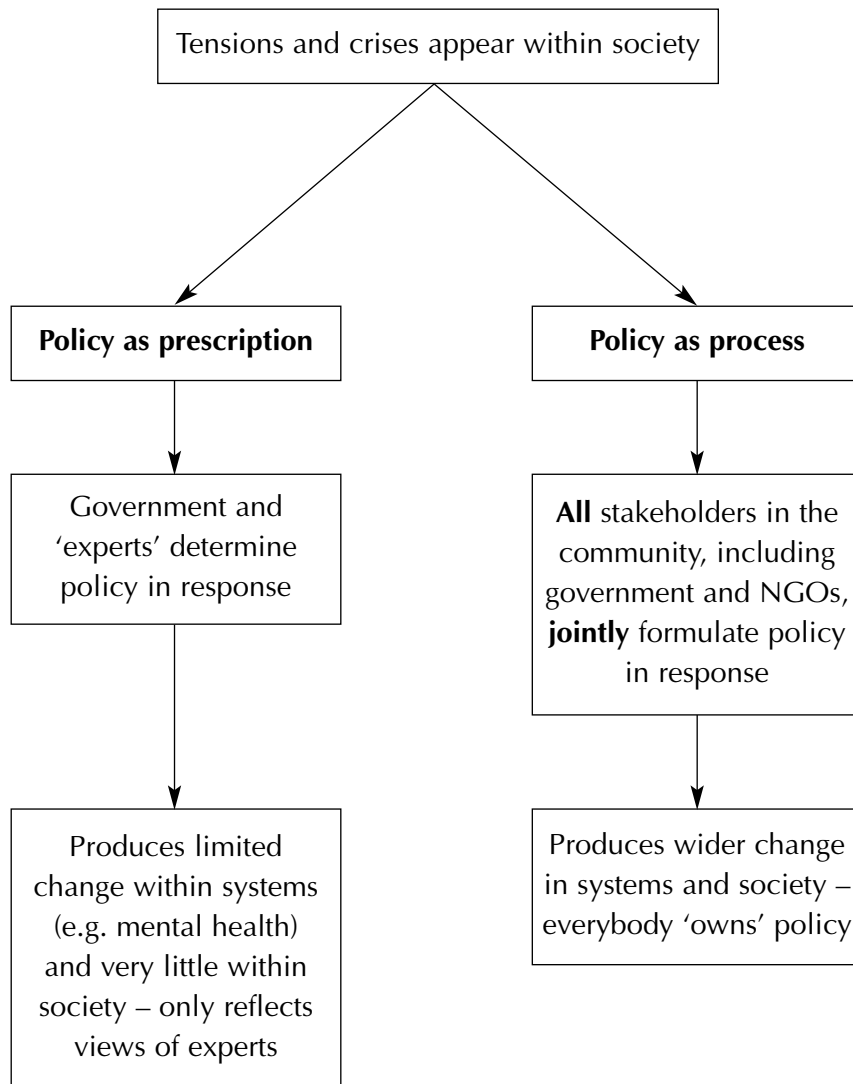 Tensions and crises appear within society
Policy as prescription
Policy as process
Government and
‘experts’ determine
policy in response
All stakeholders in the
community, including
government and NGOs,
jointly formulate policy
in response
Produces limited
change within systems
(e.g. mental health)
and very little within
society – only reflects
views of experts
Produces wider change
in systems and society –
everybody ‘owns’ policy